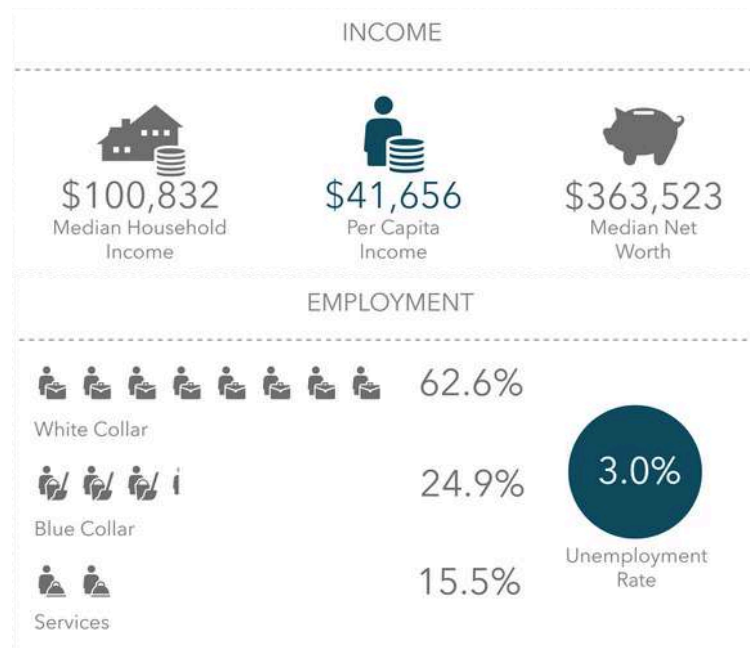 INCOME
$100,832
Median Household
Income
$41,656
Per Capita
Income
$363,523
Median Net
Worth
EMPLOYMENT
62.6%
White Collar
24.9%
Blue Collar
15.5%
Services
3.0%
Unemployment
Rate